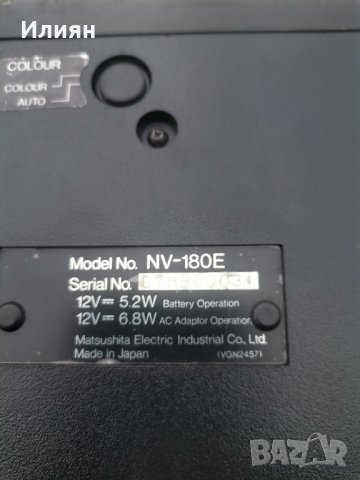 Илиян
COLOUR
COLOUR
AUTO
Model No. NV-180E
Serial No.
12V⎓ 5.2W Battery Operation
12V⎓ 6.8W AC Adaptor Operation
Matsushita Electric Industrial Co., Ltd.
Made in Japan (VGN2457)
BAZAR